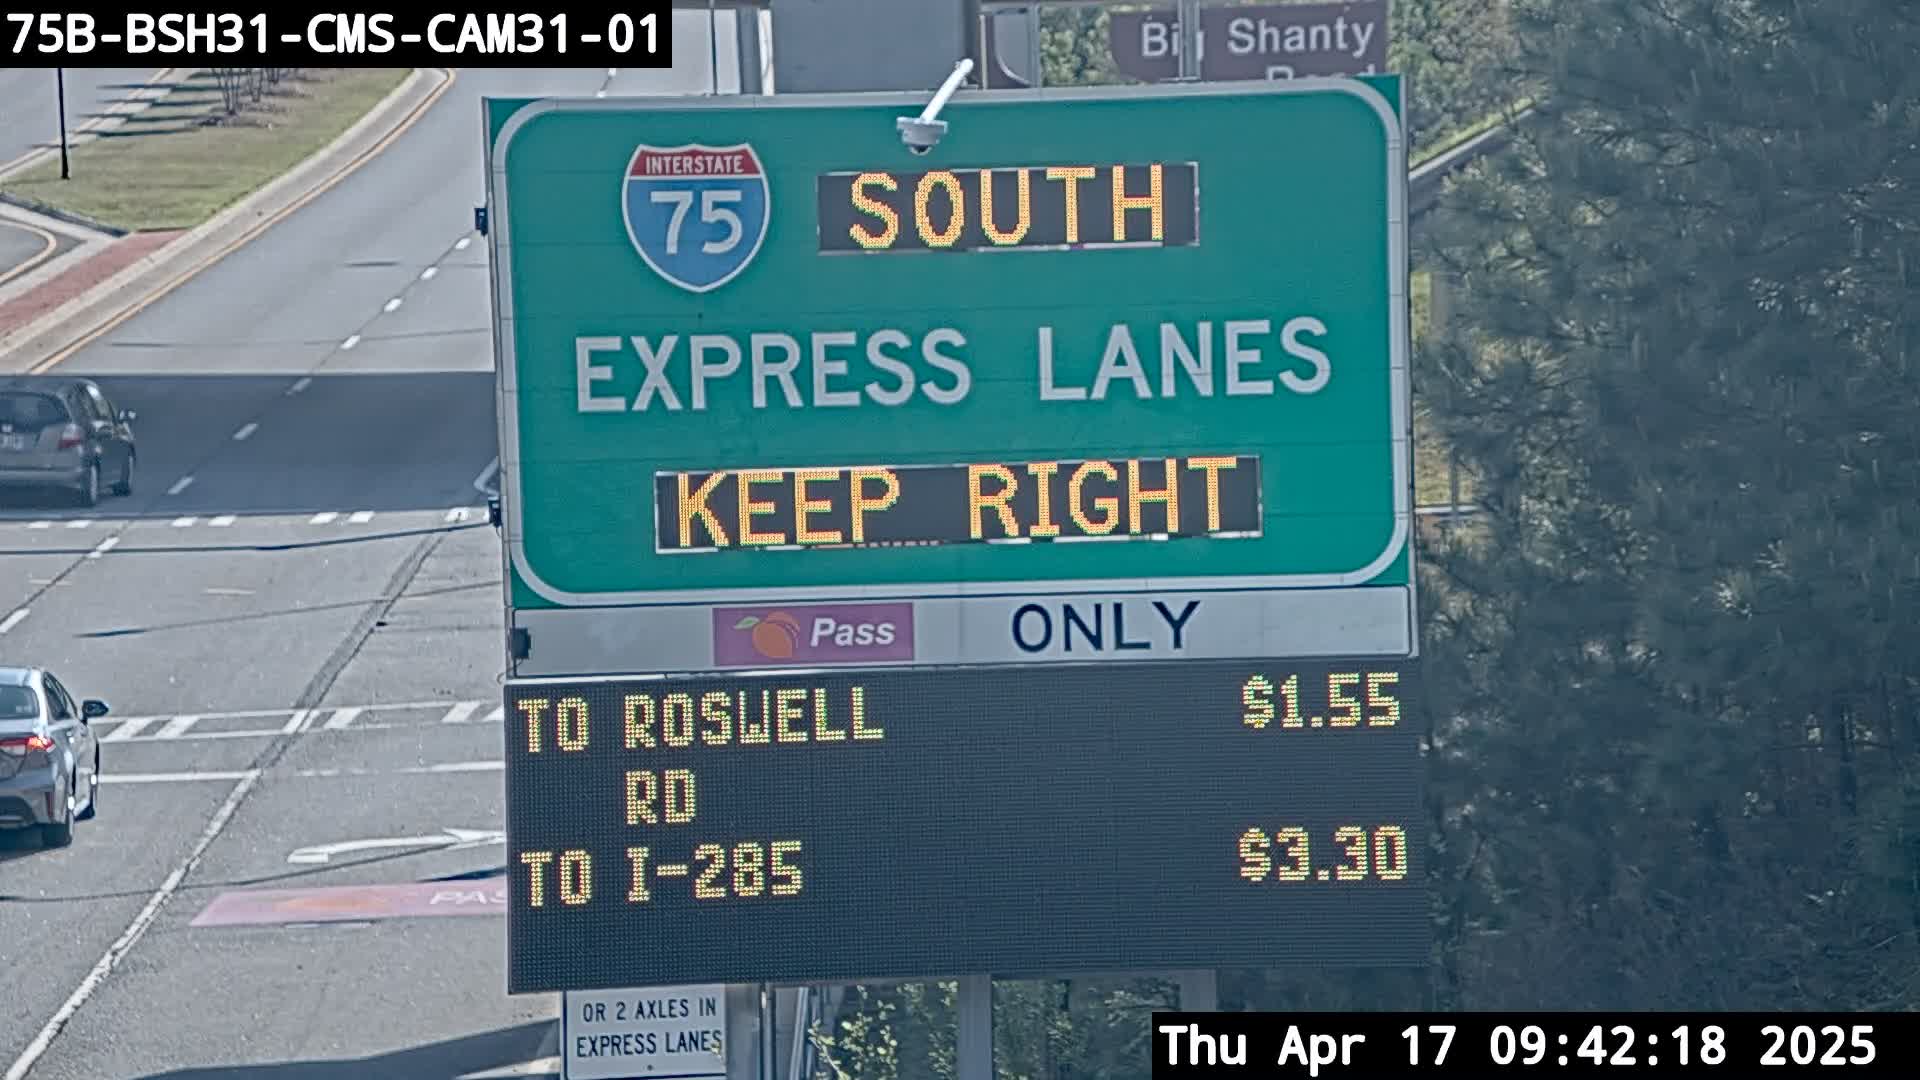 75B-BSH31-CMS-CAM31-01
Big Shanty
Road
INTERSTATE
75
SOUTH
EXPRESS LANES
KEEP RIGHT
Pass ONLY
TO ROSWELL $1.55
RD
TO I-285 $3.30
PAS
OR 2 AXLES IN
EXPRESS LANES
Thu Apr 17 09:42:18 2025